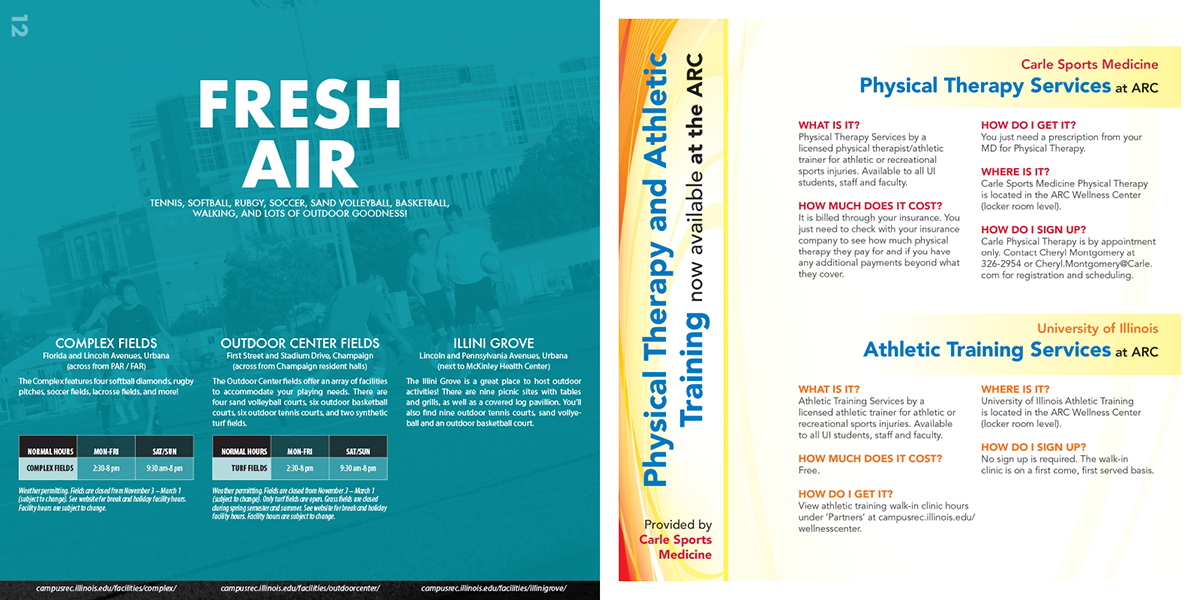 12
FRESH
AIR
TENNIS, SOFTBALL, RUBGY, SOCCER, SAND VOLLEYBALL, BASKETBALL,
WALKING, AND LOTS OF OUTDOOR GOODNESS!
COMPLEX FIELDS
Florida and Lincoln Avenues, Urbana
(across from PAR / FAR)
The Complex features four softball diamonds, rugby
pitches, soccer fields, lacrosse fields, and more!
NORMAL HOURS MON-FRI SAT/SUN
COMPLEX FIELDS 2:30-8 pm 9:30 am-8 pm
Weather permitting. Fields are closed from November 3 – March 1
(subject to change). See website for break and holiday facility hours.
Facility hours are subject to change.
OUTDOOR CENTER FIELDS
First Street and Stadium Drive, Champaign
(across from Champaign resident halls)
The Outdoor Center fields offer an array of facilities
to accommodate your playing needs. There are
four sand volleyball courts, six outdoor basketball
courts, six outdoor tennis courts, and two synthetic
turf fields.
NORMAL HOURS MON-FRI SAT/SUN
TURF FIELDS 2:30-8 pm 9:30 am-8 pm
Weather permitting. Fields are closed from November 3 – March 1
(subject to change). Only turf fields are open. Grass fields are closed
during spring semester and summer. See website for break and holiday
facility hours. Facility hours are subject to change.
ILLINI GROVE
Lincoln and Pennsylvania Avenues, Urbana
(next to McKinley Health Center)
The Illini Grove is a great place to host outdoor
activities! There are nine picnic sites with tables
and grills, as well as a covered log pavilion. You'll
also find nine outdoor tennis courts, sand volley-
ball and an outdoor basketball court.
campusrec.illinois.edu/facilities/complex/
campusrec.illinois.edu/facilities/outdoorcenter/
campusrec.illinois.edu/facilities/illinigrove/
Physical Therapy and Athletic
Training now available at the ARC
Provided by
Carle Sports
Medicine
Carle Sports Medicine
Physical Therapy Services at ARC
WHAT IS IT?
Physical Therapy Services by a
licensed physical therapist/athletic
trainer for athletic or recreational
sports injuries. Available to all UI
students, staff and faculty.
HOW MUCH DOES IT COST?
It is billed through your insurance. You
just need to check with your insurance
company to see how much physical
therapy they pay for and if you have
any additional payments beyond what
they cover.
HOW DO I GET IT?
You just need a prescription from your
MD for Physical Therapy.
WHERE IS IT?
Carle Sports Medicine Physical Therapy
is located in the ARC Wellness Center
(locker room level).
HOW DO I SIGN UP?
Carle Physical Therapy is by appointment
only. Contact Cheryl Montgomery at
326-2954 or Cheryl.Montgomery@Carle.
com for registration and scheduling.
University of Illinois
Athletic Training Services at ARC
WHAT IS IT?
Athletic Training Services by a
licensed athletic trainer for athletic or
recreational sports injuries. Available
to all UI students, staff and faculty.
HOW MUCH DOES IT COST?
Free.
HOW DO I GET IT?
View athletic training walk-in clinic hours
under 'Partners' at campusrec.illinois.edu/
wellnesscenter.
WHERE IS IT?
University of Illinois Athletic Training
is located in the ARC Wellness Center
(locker room level).
HOW DO I SIGN UP?
No sign up is required. The walk-in
clinic is on a first come, first served basis.